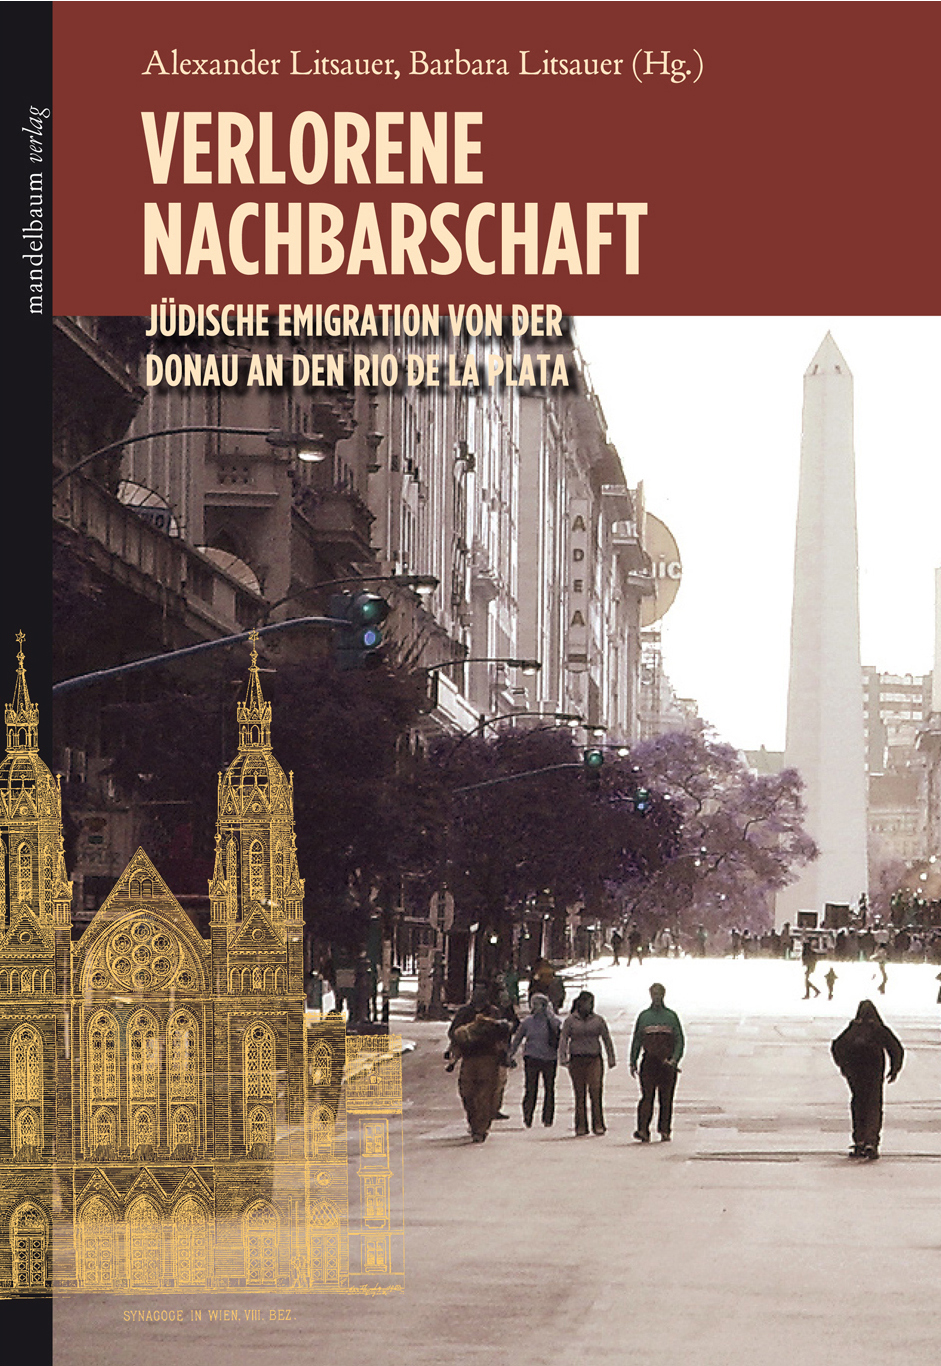 Alexander Litsauer, Barbara Litsauer (Hg.)
VERLORENE
NACHBARSCHAFT
JÜDISCHE EMIGRATION VON DER
DONAU AN DEN RIO DE LA PLATA
mandelbaum verlag
ADEA
SYNAGOGE IN WIEN, VIII. BEZ.